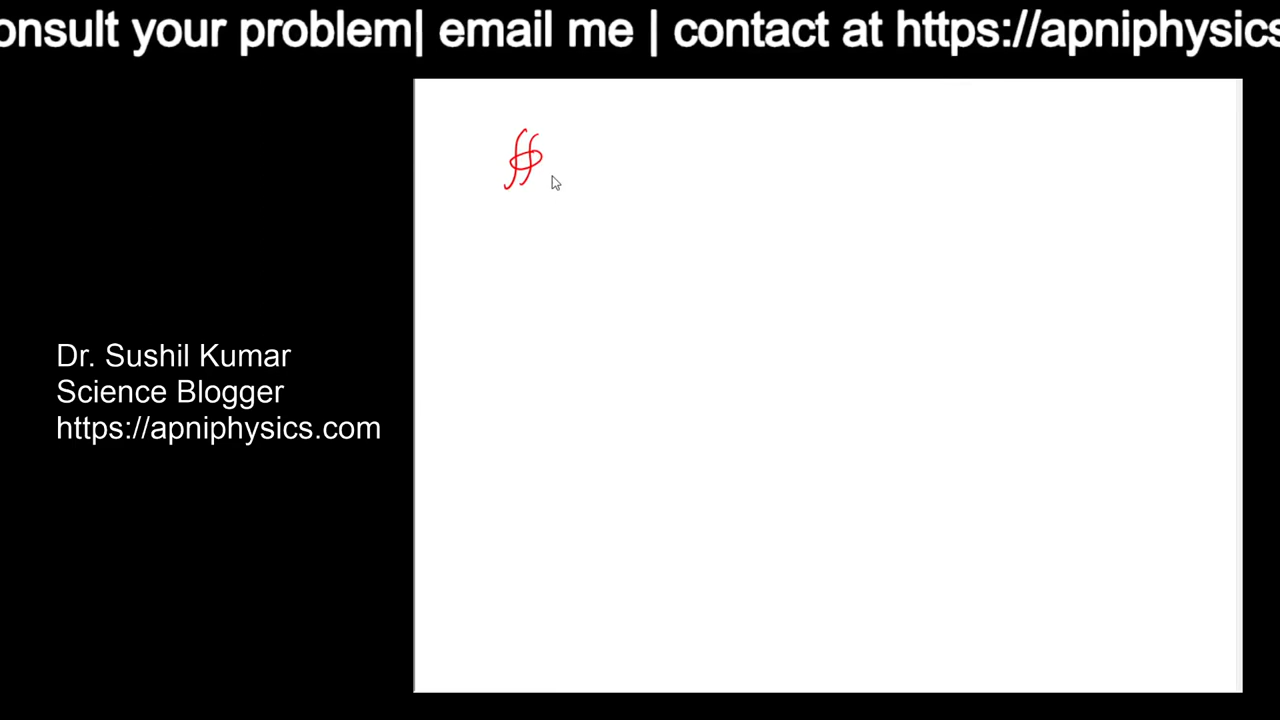 onsult your problem| email me | contact at https://apniphysics
∯
Dr. Sushil Kumar
Science Blogger
https://apniphysics.com